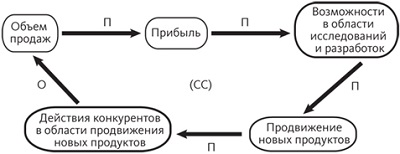 Объем
продаж
П
Прибыль
П
Возможности
в области
исследований
и разработок
О
(СС)
П
Действия конкурентов
в области продвижения
новых продуктов
П
Продвижение
новых продуктов